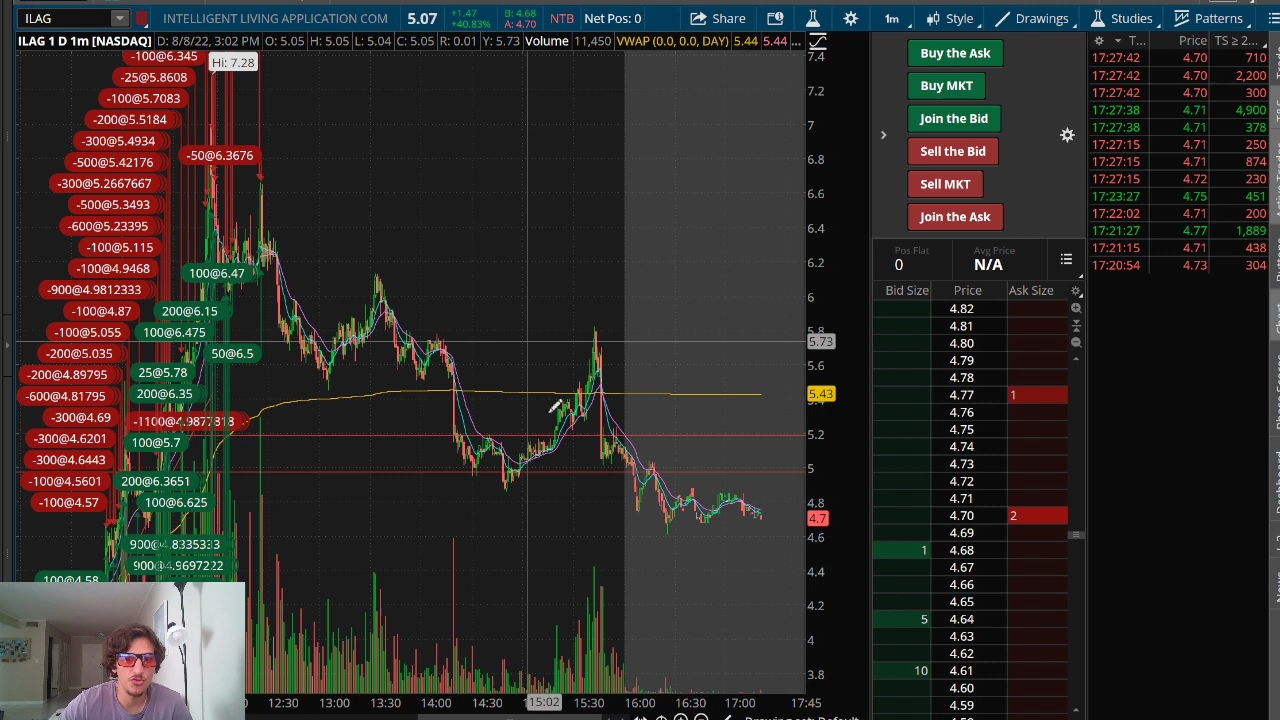 ILAG
INTELLIGENT LIVING APPLICATION COM
5.07
+1.47
+40.83%
B: 4.68
A: 4.70
NTB
Net Pos: 0
Share
1m
Style
Drawings
Studies
Patterns
ILAG 1 D 1m [NASDAQ]
D: 8/8/22, 3:02 PM
O: 5.05
H: 5.05
L: 5.04
C: 5.05
R: 0.01
Y: 5.73
Volume
11,450
VWAP (0.0, 0.0, DAY)
5.44
5.44
...
-100@6.345
Hi: 7.28
-25@5.8608
-100@5.7083
-200@5.5184
-300@5.4934
-50@6.3676
-500@5.42176
-300@5.2667667
-500@5.3493
-600@5.23395
-100@5.115
-100@4.9468
100@6.47
-900@4.9812333
-100@4.87
200@6.15
-100@5.055
100@6.475
-200@5.035
50@6.5
-200@4.89795
25@5.78
-600@4.81795
200@6.35
-300@4.69
-1100@4.9877818
-300@4.6201
100@5.7
-300@4.6443
-100@4.5601
200@6.3651
-100@4.57
100@6.625
900@4.8335333
900@4.9697222
100@4.58
7.4
7.2
7
6.8
6.6
6.4
6.2
6
5.8
5.73
5.6
5.43
5.2
5
4.8
4.7
4.6
4.4
4.2
4
3.8
12:30
13:00
13:30
14:00
14:30
15:02
15:30
16:00
16:30
17:00
17:45
Buy the Ask
Buy MKT
Join the Bid
Sell the Bid
Sell MKT
Join the Ask
Pos Flat
0
Avg Price
N/A
Bid Size
Price
Ask Size
4.82
4.81
4.80
4.79
4.78
4.77 1
4.76
4.75
4.74
4.73
4.72
4.71
4.70 2
4.69
1 4.68
4.67
4.66
4.65
5 4.64
4.63
4.62
10 4.61
4.60
4.59
T...
Price
TS ≥ 2...
17:27:42 4.70 710
17:27:42 4.70 2,200
17:27:42 4.70 300
17:27:38 4.71 4,900
17:27:38 4.71 378
17:27:15 4.71 250
17:27:15 4.71 874
17:27:15 4.72 230
17:23:27 4.75 451
17:22:02 4.71 200
17:21:27 4.77 1,889
17:21:15 4.71 438
17:20:54 4.73 304
Drawing set: Default